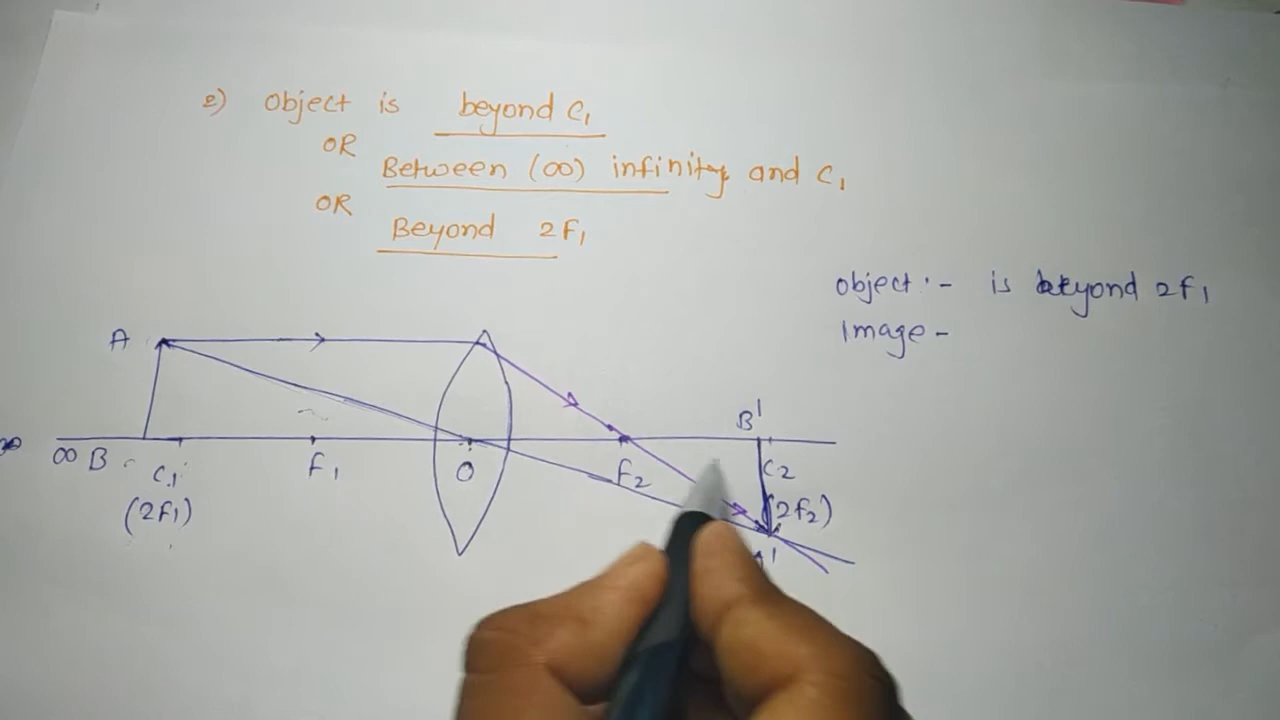 2) Object is beyond C₁
OR
Between (∞) infinity and C₁
OR
Beyond 2F₁
object :- is beyond 2F₁
Image -
A
B'
∞ B
C₁
F₁
O
F₂
C₂
(2F₁)
(2F₂)
A'